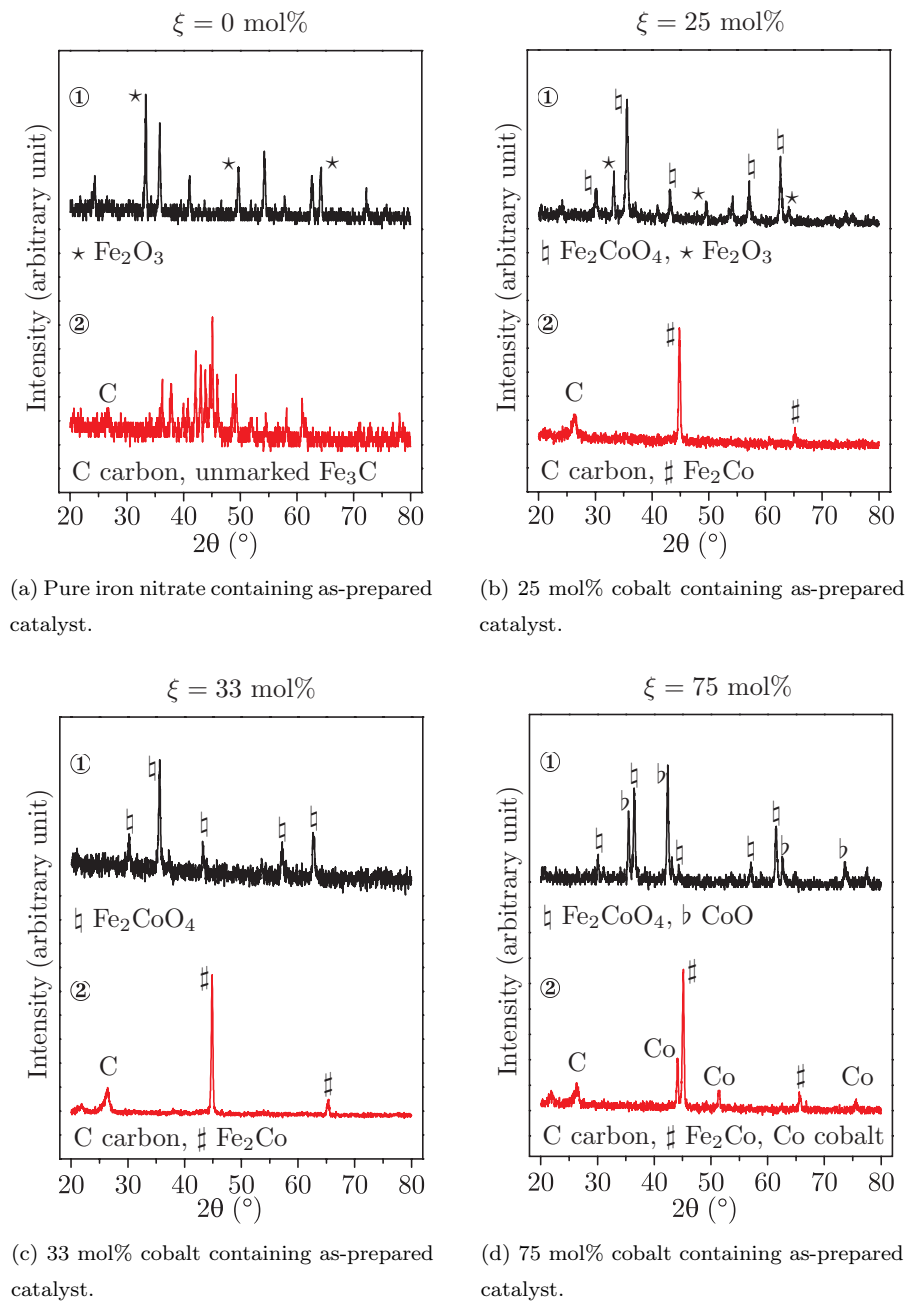 ξ = 0 mol%
Intensity (arbitrary unit)
①
⋆
⋆
⋆
⋆ Fe₂O₃
②
C
C carbon, unmarked Fe₃C
20 30 40 50 60 70 80
2θ (°)
(a) Pure iron nitrate containing as-prepared
catalyst.
ξ = 25 mol%
Intensity (arbitrary unit)
①
♮
♮
⋆
♮
⋆
♮
♮
⋆
♮ Fe₂CoO₄, ⋆ Fe₂O₃
②
♯
C
♯
C carbon, ♯ Fe₂Co
20 30 40 50 60 70 80
2θ (°)
(b) 25 mol% cobalt containing as-prepared
catalyst.
ξ = 33 mol%
Intensity (arbitrary unit)
①
♮
♮
♮
♮
♮
♮ Fe₂CoO₄
②
♯
C
♯
C carbon, ♯ Fe₂Co
20 30 40 50 60 70 80
2θ (°)
(c) 33 mol% cobalt containing as-prepared
catalyst.
ξ = 75 mol%
Intensity (arbitrary unit)
①
♮
♭
♮
♭
♮
♮
♮
♭
♭
♮ Fe₂CoO₄, ♭ CoO
②
♯
C
Co
Co
♯
Co
C carbon, ♯ Fe₂Co, Co cobalt
20 30 40 50 60 70 80
2θ (°)
(d) 75 mol% cobalt containing as-prepared
catalyst.